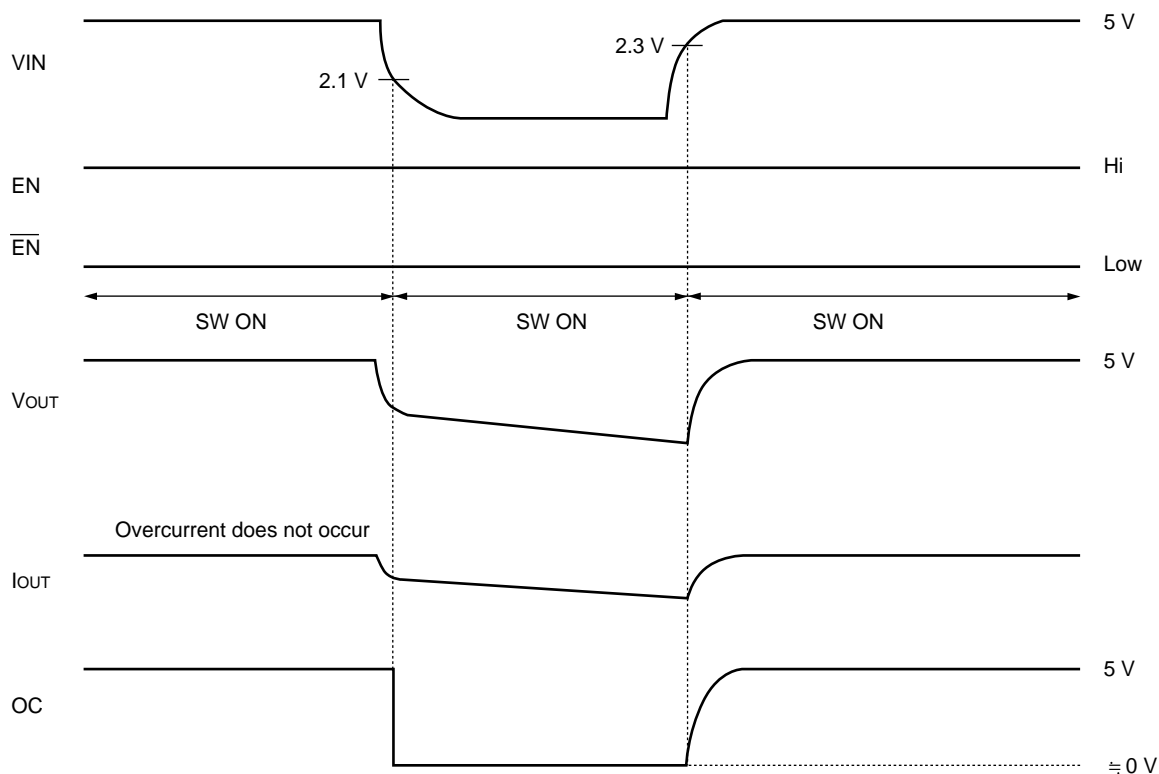 5 V
VIN
2.3 V
2.1 V
EN
Hi
EN
Low
SW ON
SW ON
SW ON
5 V
VOUT
Overcurrent does not occur
IOUT
5 V
OC
≒0 V